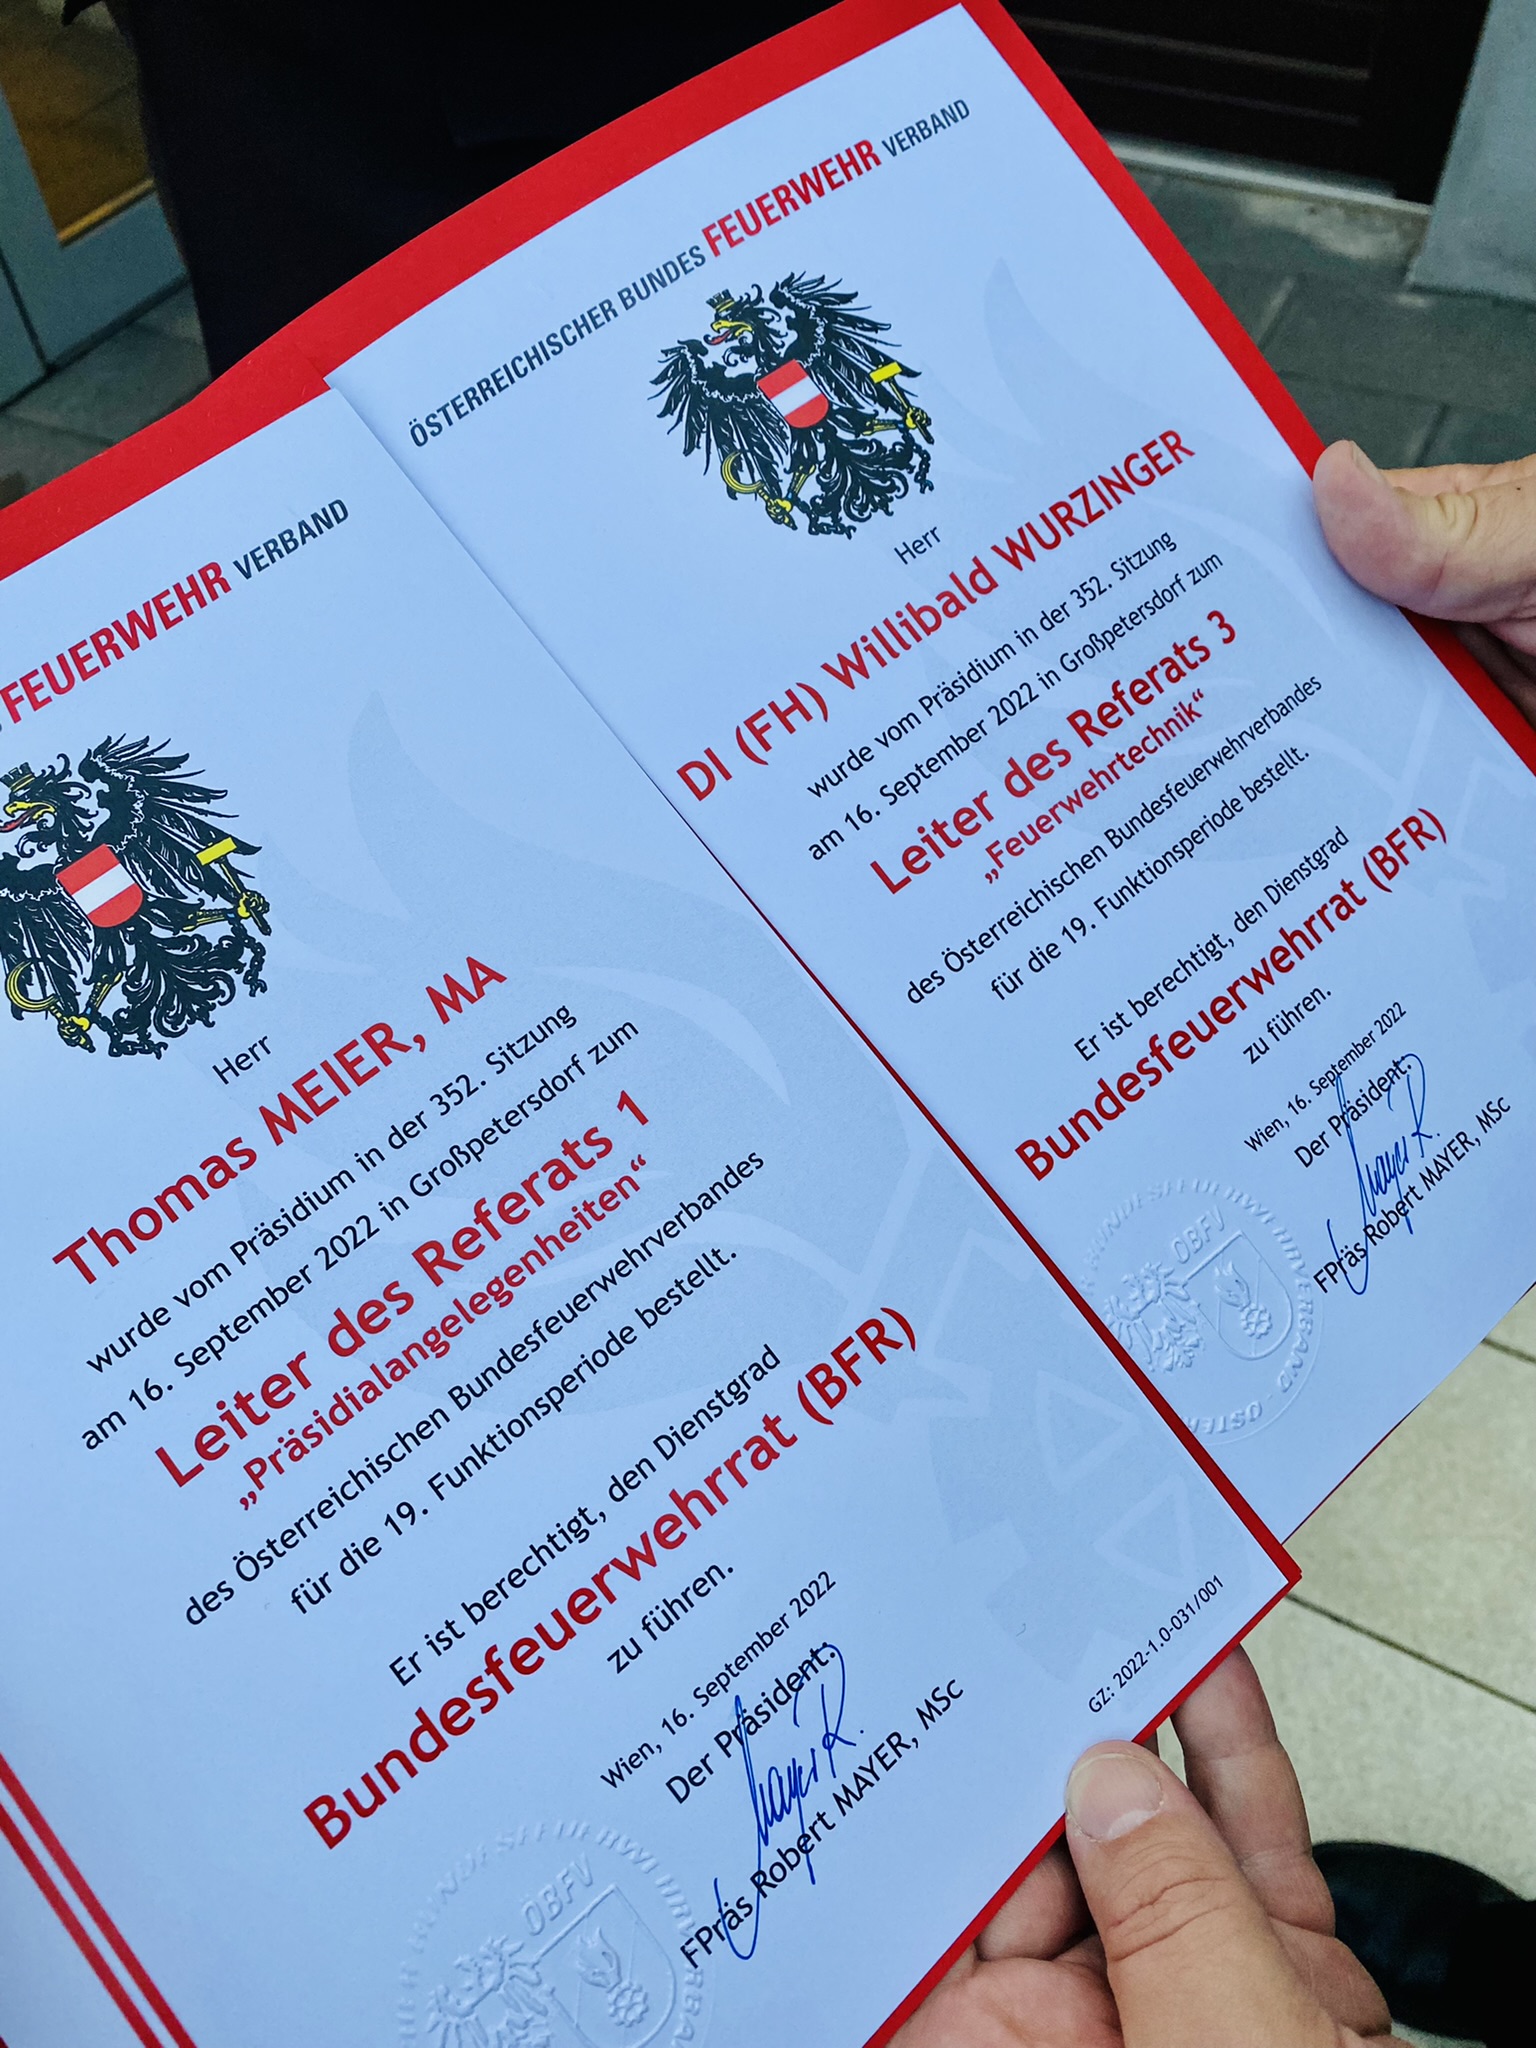 FEUERWEHR VERBAND
Herr
Thomas MEIER, MA
wurde vom Präsidium in der 352. Sitzung
am 16. September 2022 in Großpetersdorf zum
Leiter des Referats 1
„Präsidialangelegenheiten“
des Österreichischen Bundesfeuerwehrverbandes
für die 19. Funktionsperiode bestellt.
Er ist berechtigt, den Dienstgrad
Bundesfeuerwehrrat (BFR)
zu führen.
Wien, 16. September 2022
Der Präsident:
Mayer R.
FPräs Robert MAYER, MSc
ÖBFV
GZ: 2022-1.0-031/001
ÖSTERREICHISCHER BUNDESFEUERWEHR VERBAND
Herr
DI (FH) Willibald WURZINGER
wurde vom Präsidium in der 352. Sitzung
am 16. September 2022 in Großpetersdorf zum
Leiter des Referats 3
„Feuerwehrtechnik“
des Österreichischen Bundesfeuerwehrverbandes
für die 19. Funktionsperiode bestellt.
Er ist berechtigt, den Dienstgrad
Bundesfeuerwehrrat (BFR)
zu führen.
Wien, 16. September 2022
Der Präsident:
Mayer R.
FPräs Robert MAYER, MSc
ÖBFV